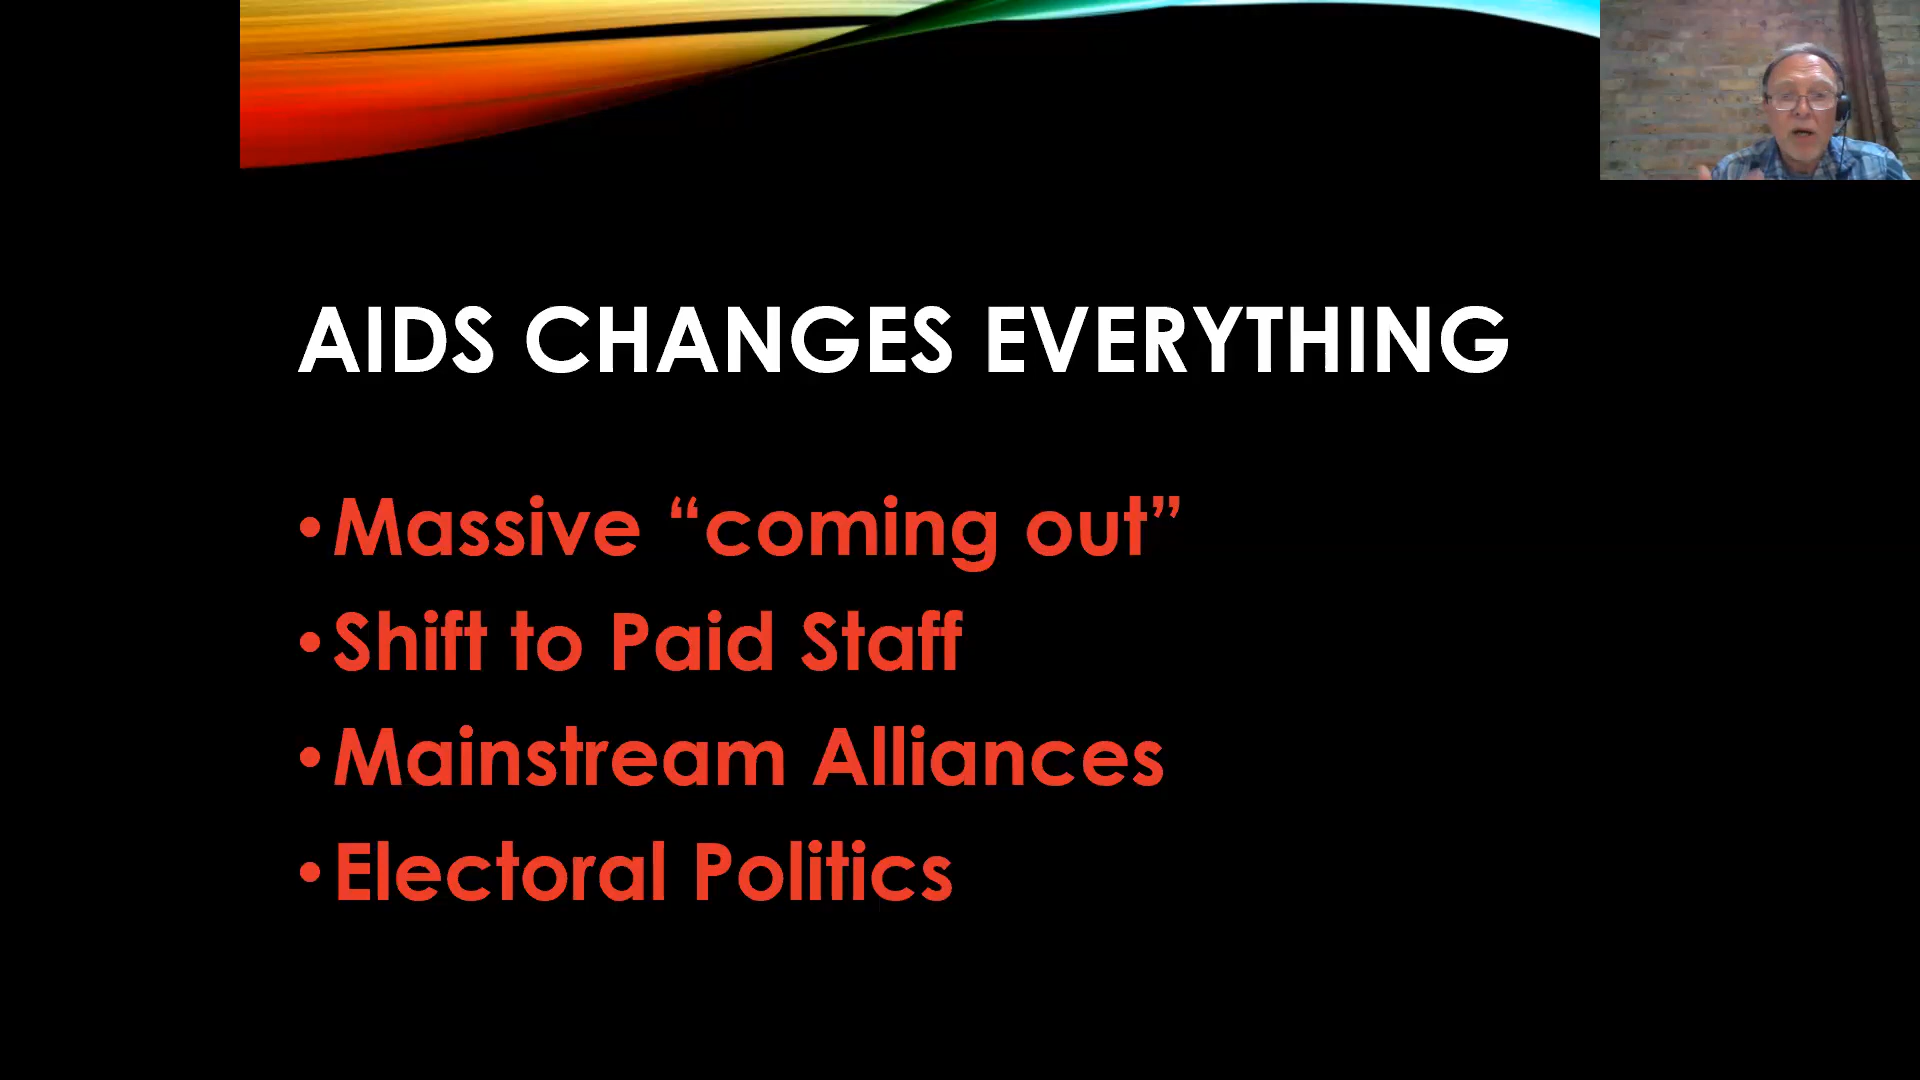 AIDS CHANGES EVERYTHING
•Massive “coming out”
•Shift to Paid Staff
•Mainstream Alliances
•Electoral Politics